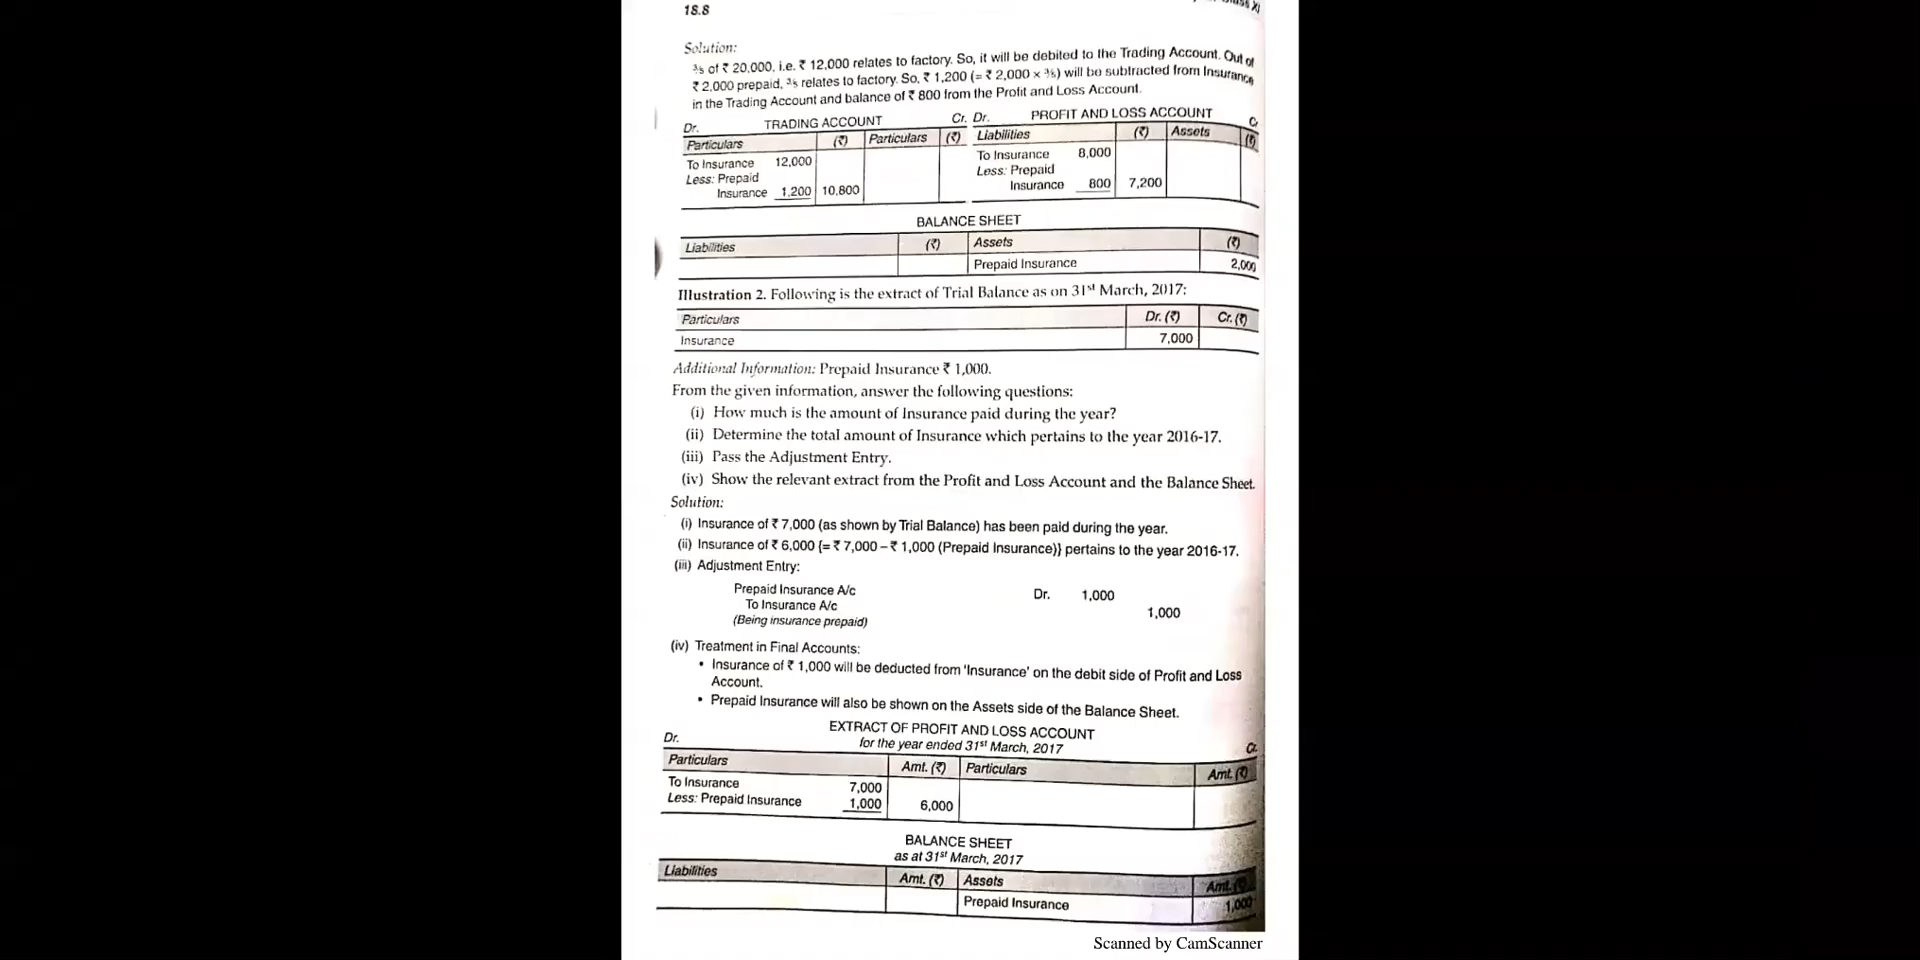 18.8
Solution:
³⁄₅ of ₹ 20,000, i.e. ₹ 12,000 relates to factory. So, it will be debited to the Trading Account. Out of
₹ 2,000 prepaid, ³⁄₅ relates to factory. So, ₹ 1,200 (= ₹ 2,000 × ³⁄₅) will be subtracted from Insurance
in the Trading Account and balance of ₹ 800 from the Profit and Loss Account.
Dr. TRADING ACCOUNT Cr. Dr. PROFIT AND LOSS ACCOUNT
Particulars (₹) Particulars (₹) Liabilities (₹) Assets (₹)
To Insurance 12,000 To Insurance 8,000
Less: Prepaid Less: Prepaid
Insurance 1,200 10,800 Insurance 800 7,200
BALANCE SHEET
Liabilities (₹) Assets (₹)
Prepaid Insurance 2,000
Illustration 2. Following is the extract of Trial Balance as on 31st March, 2017:
Particulars Dr. (₹) Cr. (₹)
Insurance 7,000
Additional Information: Prepaid Insurance ₹ 1,000.
From the given information, answer the following questions:
(i) How much is the amount of Insurance paid during the year?
(ii) Determine the total amount of Insurance which pertains to the year 2016-17.
(iii) Pass the Adjustment Entry.
(iv) Show the relevant extract from the Profit and Loss Account and the Balance Sheet.
Solution:
(i) Insurance of ₹ 7,000 (as shown by Trial Balance) has been paid during the year.
(ii) Insurance of ₹ 6,000 {= ₹ 7,000 – ₹ 1,000 (Prepaid Insurance)} pertains to the year 2016-17.
(iii) Adjustment Entry:
Prepaid Insurance A/c Dr. 1,000
To Insurance A/c 1,000
(Being insurance prepaid)
(iv) Treatment in Final Accounts:
• Insurance of ₹ 1,000 will be deducted from 'Insurance' on the debit side of Profit and Loss
Account.
• Prepaid Insurance will also be shown on the Assets side of the Balance Sheet.
EXTRACT OF PROFIT AND LOSS ACCOUNT
Dr. for the year ended 31st March, 2017 Cr.
Particulars Amt. (₹) Particulars Amt. (₹)
To Insurance 7,000
Less: Prepaid Insurance 1,000 6,000
BALANCE SHEET
as at 31st March, 2017
Liabilities Amt. (₹) Assets Amt. (₹)
Prepaid Insurance 1,000
Scanned by CamScanner